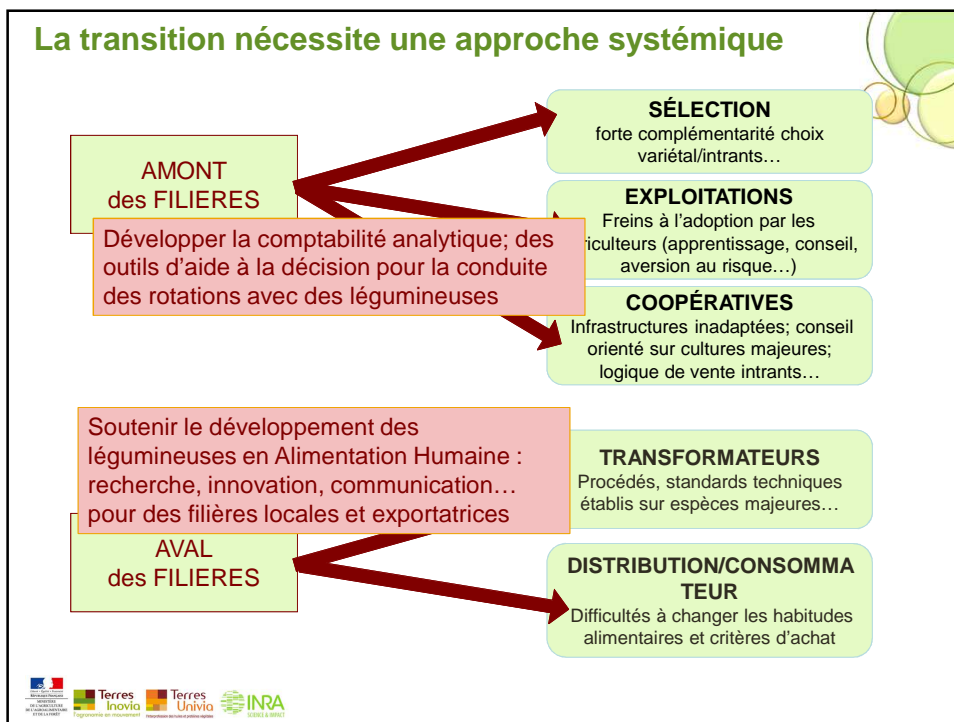 La transition nécessite une approche systémique
AMONT
des FILIERES
Développer la comptabilité analytique; des
outils d'aide à la décision pour la conduite
des rotations avec des légumineuses
SÉLECTION
forte complémentarité choix
variétal/intrants…
EXPLOITATIONS
Freins à l'adoption par les
riculteurs (apprentissage, conseil,
aversion au risque…)
COOPÉRATIVES
Infrastructures inadaptées; conseil
orienté sur cultures majeures;
logique de vente intrants…
Soutenir le développement des
légumineuses en Alimentation Humaine :
recherche, innovation, communication…
pour des filières locales et exportatrices
AVAL
des FILIERES
TRANSFORMATEURS
Procédés, standards techniques
établis sur espèces majeures…
DISTRIBUTION/CONSOMMA
TEUR
Difficultés à changer les habitudes
alimentaires et critères d'achat
Terres
Inovia
l'agronomie en mouvement
Terres
Univia
INRA
SCIENCE & IMPACT